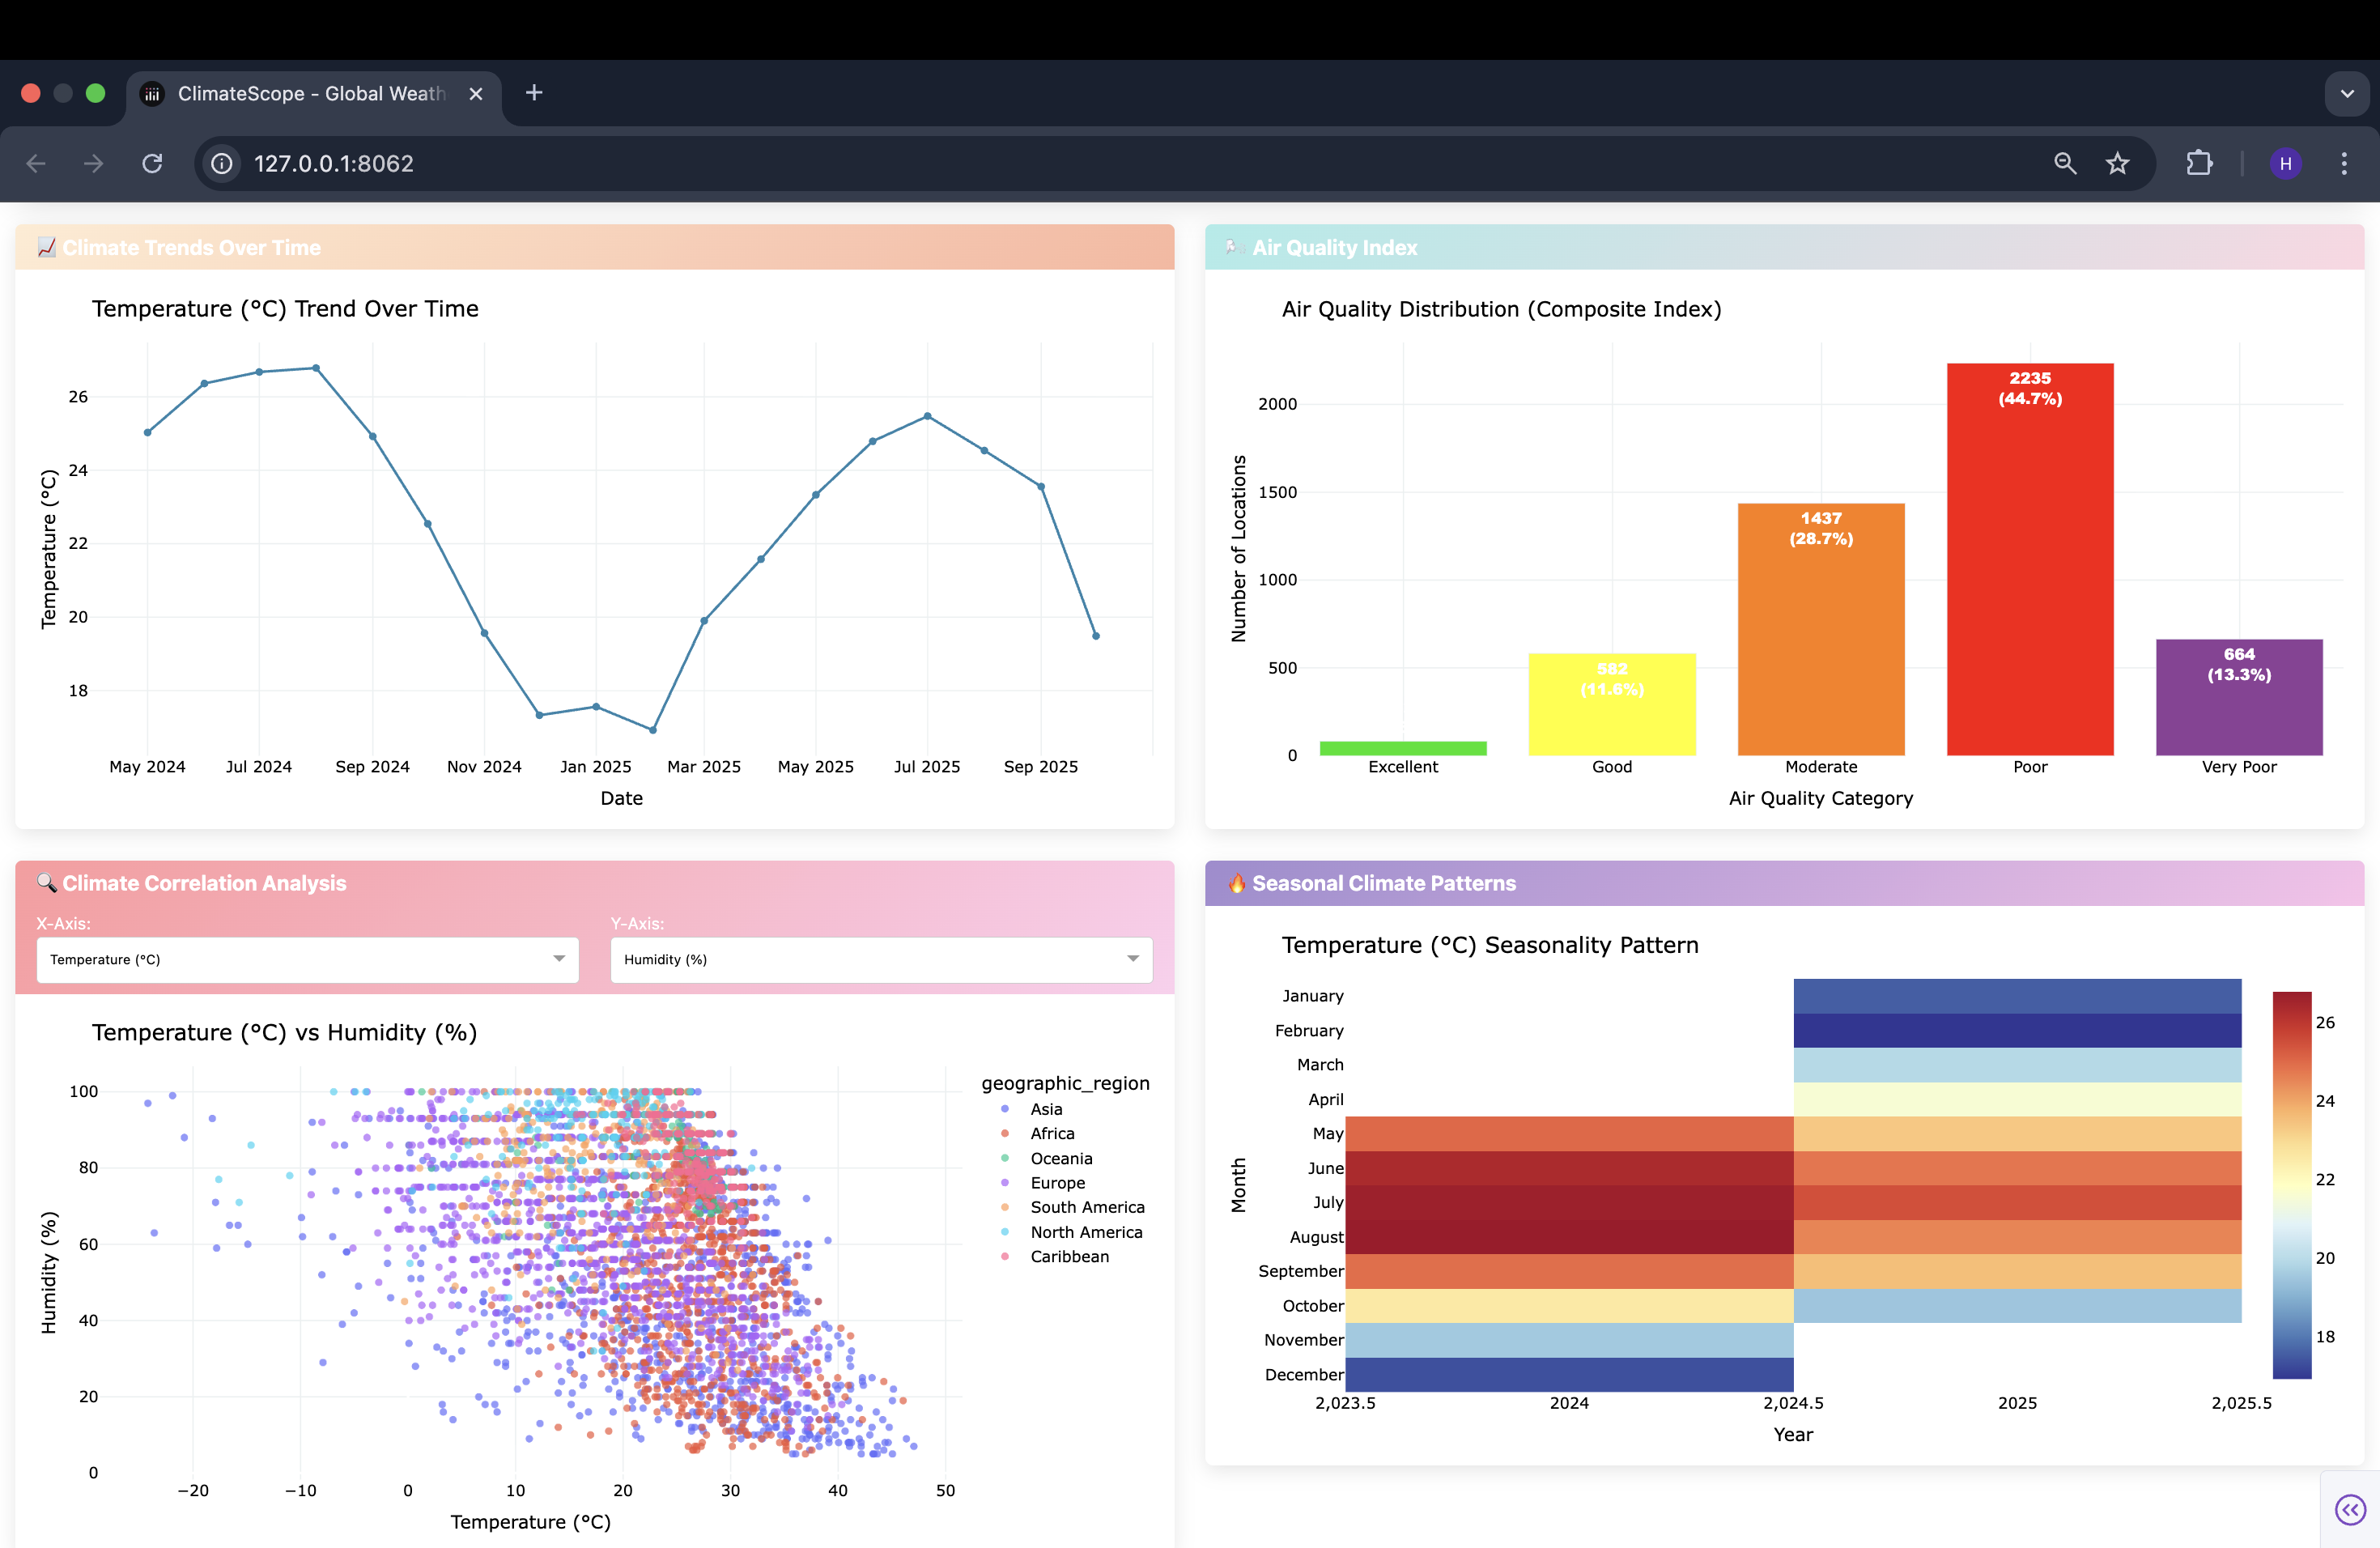 ClimateScope - Global Weath
127.0.0.1:8062
H
Climate Trends Over Time
Temperature (°C) Trend Over Time
26
24
22
20
18
Temperature (°C)
May 2024 Jul 2024 Sep 2024 Nov 2024 Jan 2025 Mar 2025 May 2025 Jul 2025 Sep 2025
Date
Air Quality Index
Air Quality Distribution (Composite Index)
2000
1500
1000
500
0
Number of Locations
582
(11.6%)
1437
(28.7%)
2235
(44.7%)
664
(13.3%)
Excellent Good Moderate Poor Very Poor
Air Quality Category
Climate Correlation Analysis
X-Axis: Y-Axis:
Temperature (°C) Humidity (%)
Temperature (°C) vs Humidity (%)
100
80
60
40
20
0
Humidity (%)
−20 −10 0 10 20 30 40 50
Temperature (°C)
geographic_region
Asia
Africa
Oceania
Europe
South America
North America
Caribbean
Seasonal Climate Patterns
Temperature (°C) Seasonality Pattern
January
February
March
April
May
June
July
August
September
October
November
December
Month
2,023.5 2024 2,024.5 2025 2,025.5
Year
26
24
22
20
18